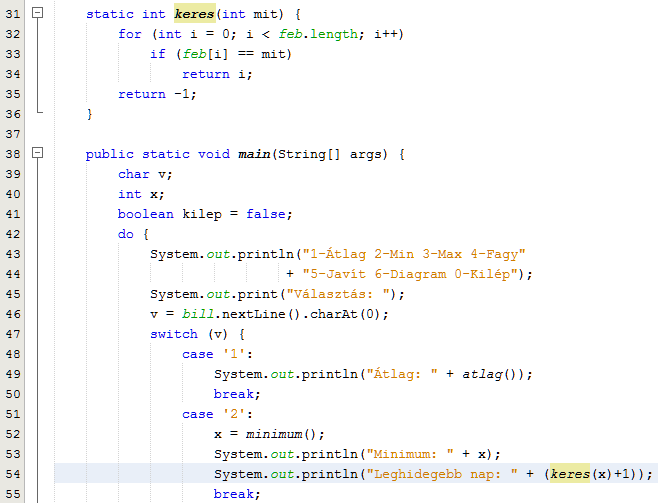 31 static int keres(int mit) {
32 for (int i = 0; i < feb.length; i++)
33 if (feb[i] == mit)
34 return i;
35 return -1;
36 }
37
38 public static void main(String[] args) {
39 char v;
40 int x;
41 boolean kilep = false;
42 do {
43 System.out.println("1-Átlag 2-Min 3-Max 4-Fagy"
44 + "5-Javít 6-Diagram 0-Kilép");
45 System.out.print("Választás: ");
46 v = bill.nextLine().charAt(0);
47 switch (v) {
48 case '1':
49 System.out.println("Átlag: " + atlag());
50 break;
51 case '2':
52 x = minimum();
53 System.out.println("Minimum: " + x);
54 System.out.println("Leghidegebb nap: " + (keres(x)+1));
55 break;